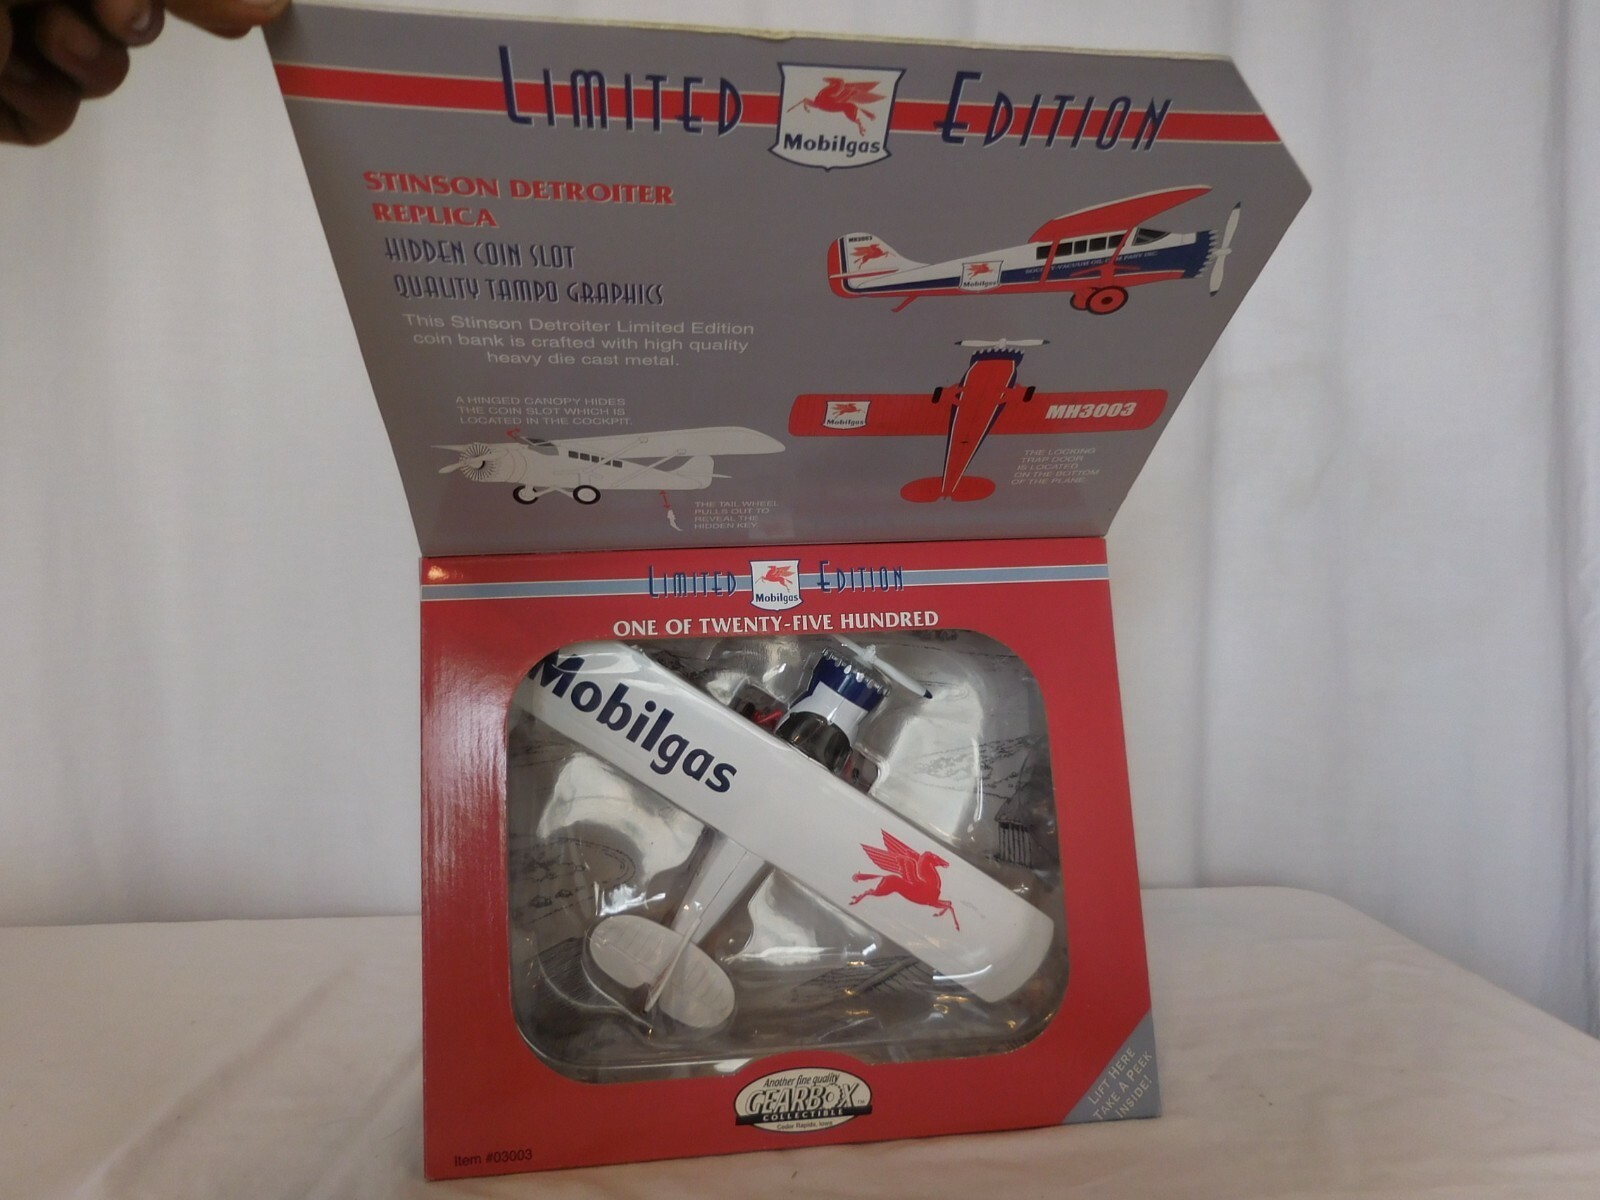 LIMITED Mobilgas EDITION
STINSON DETROITER
REPLICA
HIDDEN COIN SLOT
QUALITY TAMPO GRAPHICS
This Stinson Detroiter Limited Edition
coin bank is crafted with high quality
heavy die cast metal.
A HINGED CANOPY HIDES
THE COIN SLOT WHICH IS
LOCATED IN THE COCKPIT.
THE TAIL WHEEL
PULLS OUT TO
REVEAL THE
HIDDEN KEY
MH3003
Mobilgas
Mobilgas
MH3003
THE LOCKING
TRAP DOOR
IS LOCATED
ON THE BOTTOM
OF THE PLANE.
LIMITED Mobilgas EDITION
ONE OF TWENTY-FIVE HUNDRED
Mobilgas
Another fine quality
GEARBOX
COLLECTIBLE
Cedar Rapids, Iowa
Item #03003
LIFT HERE
TAKE A PEEK
INSIDE!